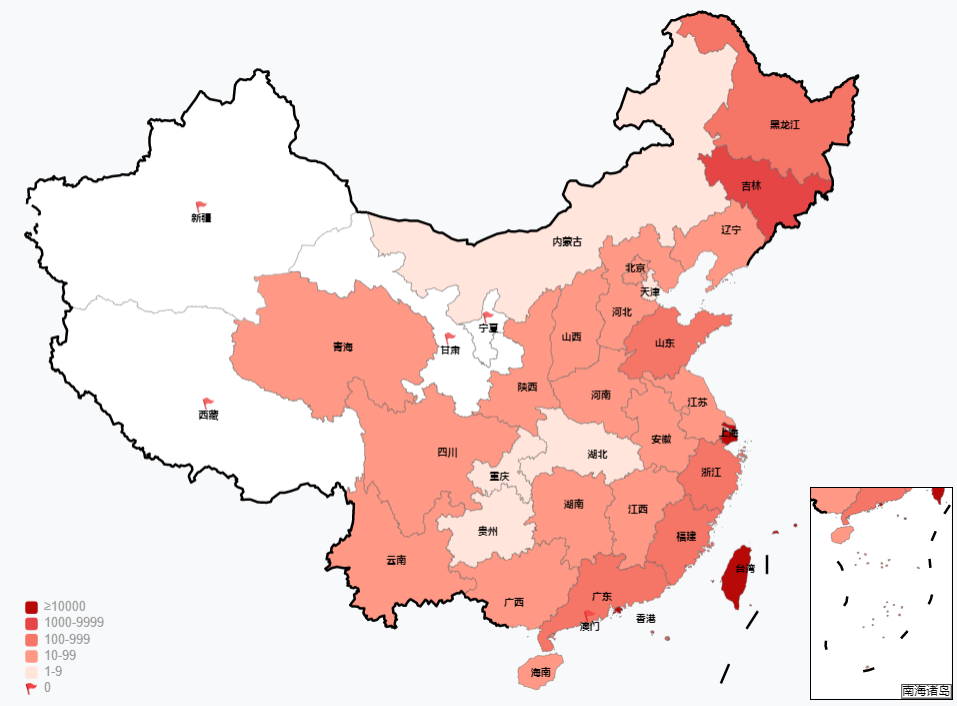 黑龙江
吉林
新疆
辽宁
内蒙古
北京
天津
河北
宁夏
山西
山东
青海
甘肃
陕西
河南
江苏
西藏
上海
安徽
四川
湖北
浙江
重庆
湖南
江西
贵州
福建
云南
台湾
广东
广西
香港
澳门
海南
≥10000
1000-9999
100-999
10-99
1-9
0
南海诸岛